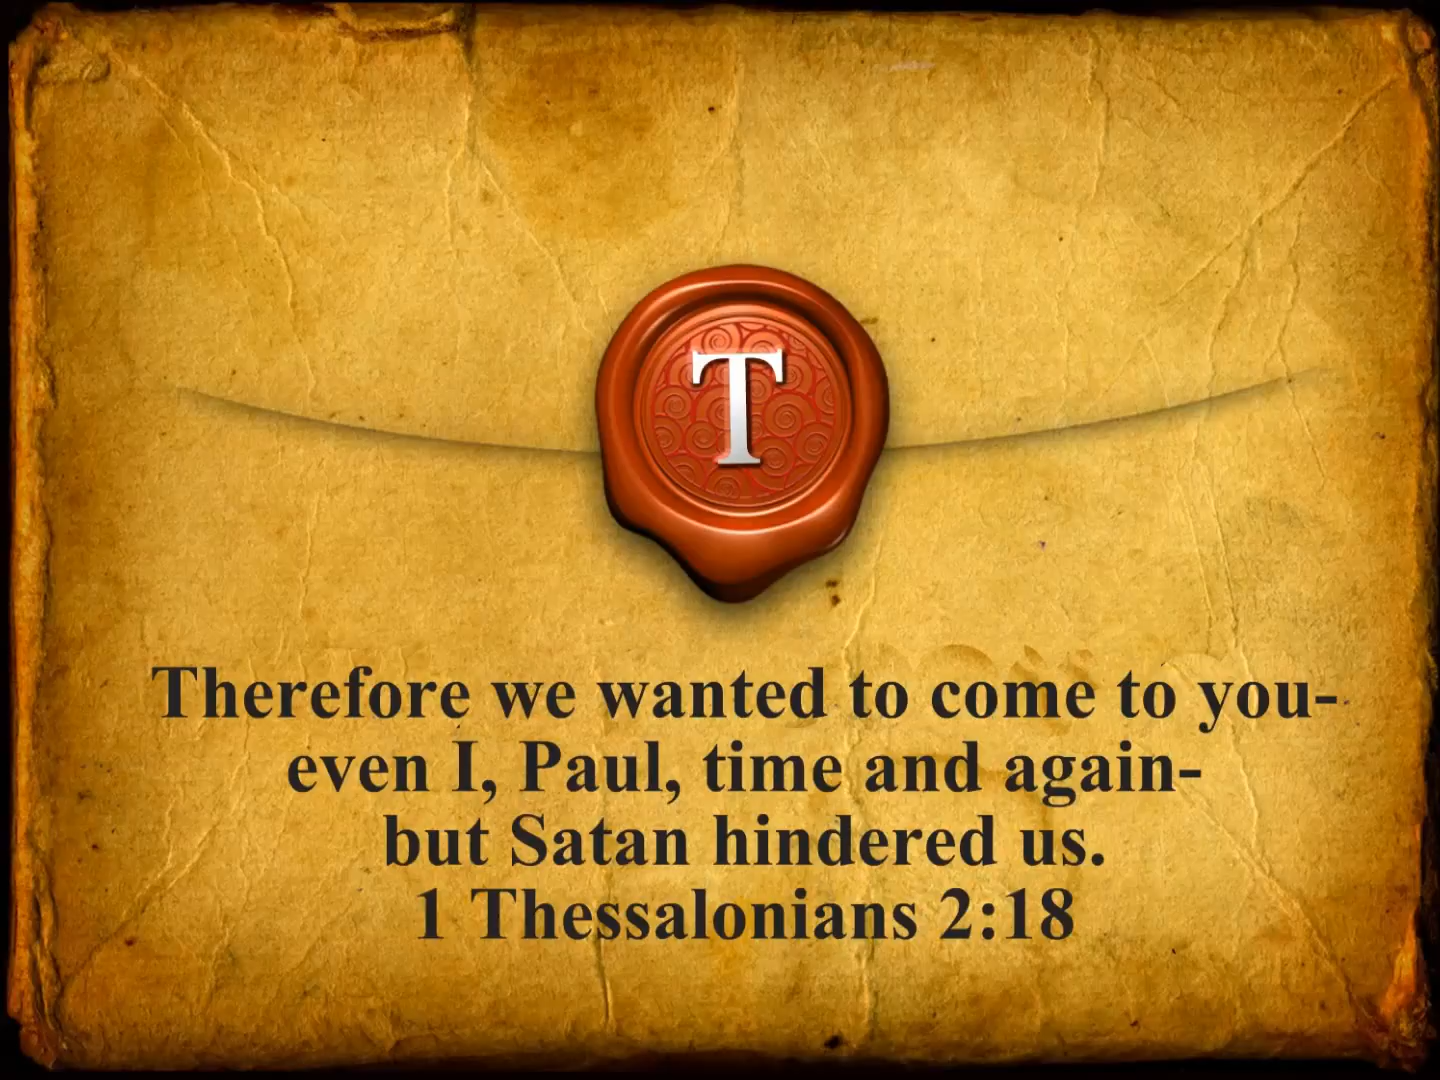 T
Therefore we wanted to come to you-
even I, Paul, time and again-
but Satan hindered us.
1 Thessalonians 2:18